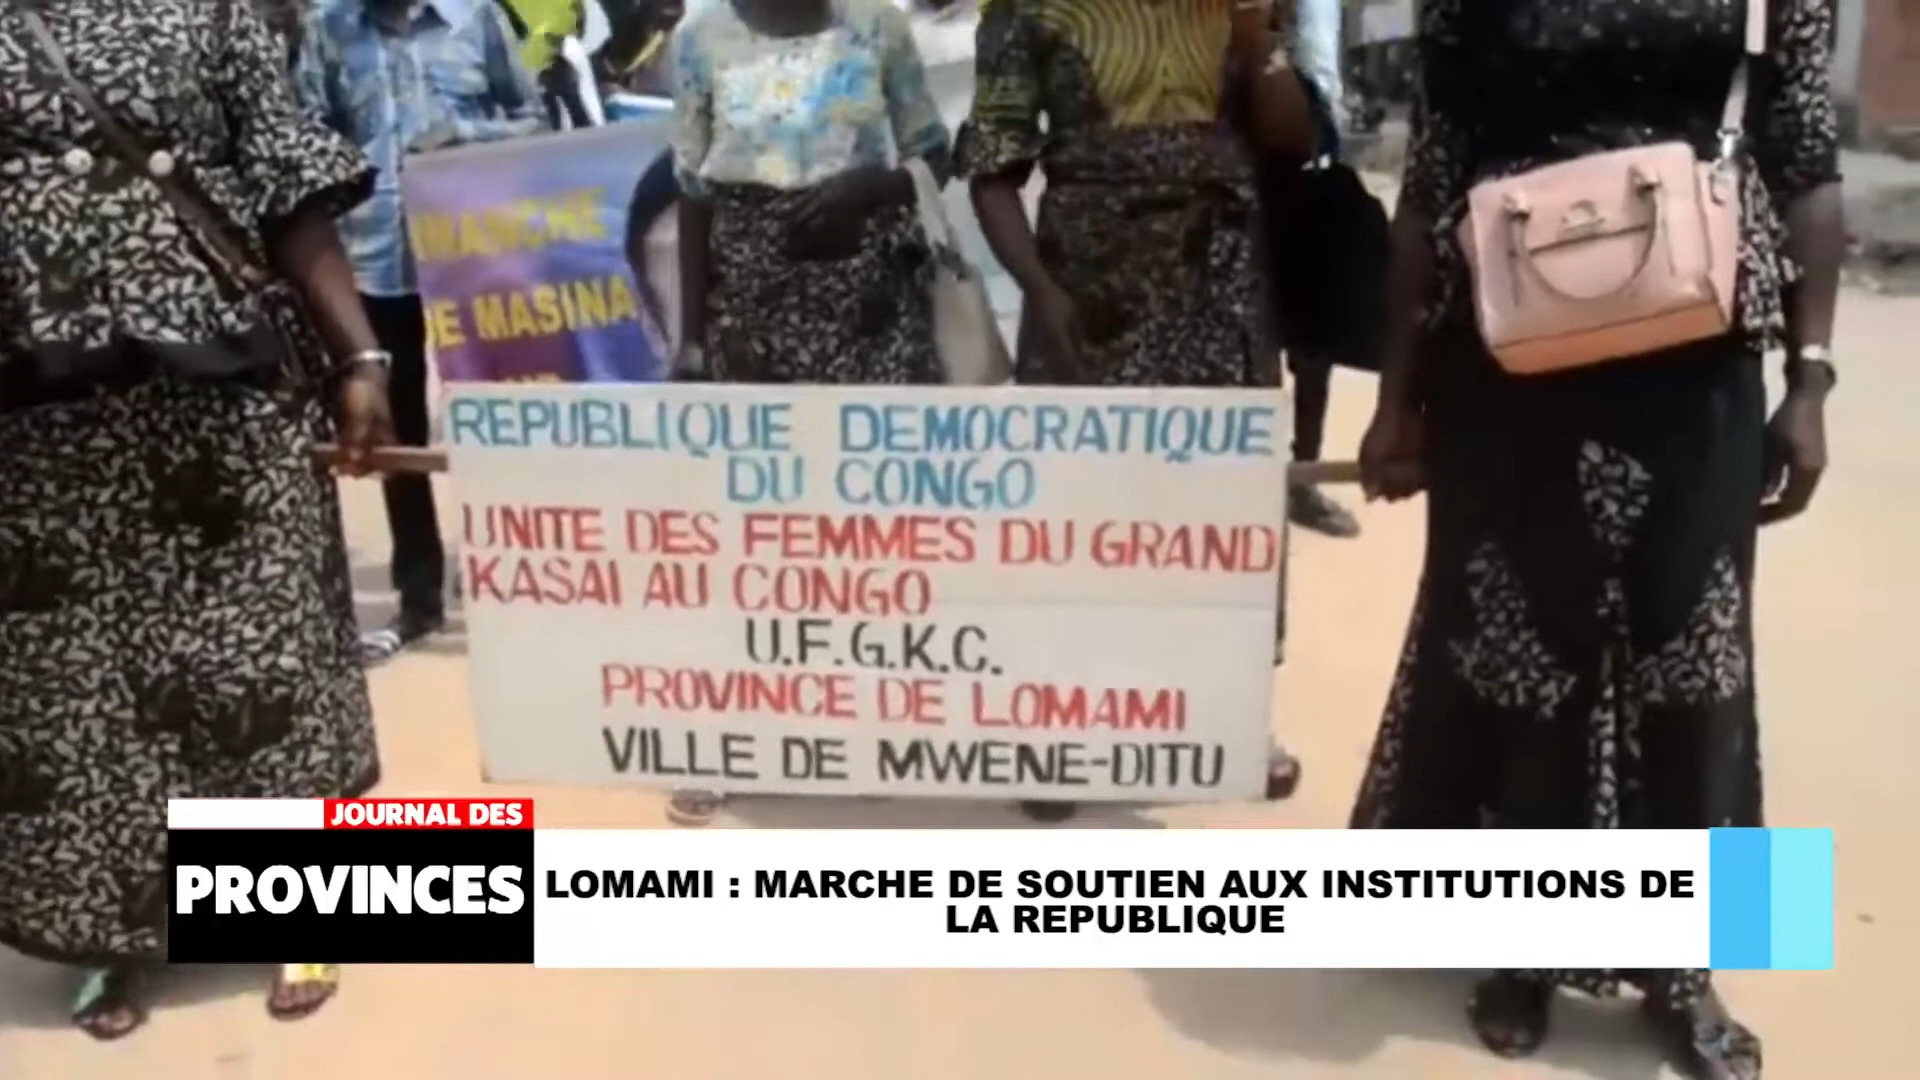 DE MASINA
REPUBLIQUE DEMOCRATIQUE
DU CONGO
UNITE DES FEMMES DU GRAND
KASAI AU CONGO
U.F.G.K.C.
PROVINCE DE LOMAMI
VILLE DE MWENE-DITU
JOURNAL DES
PROVINCES
LOMAMI : MARCHE DE SOUTIEN AUX INSTITUTIONS DE
LA REPUBLIQUE